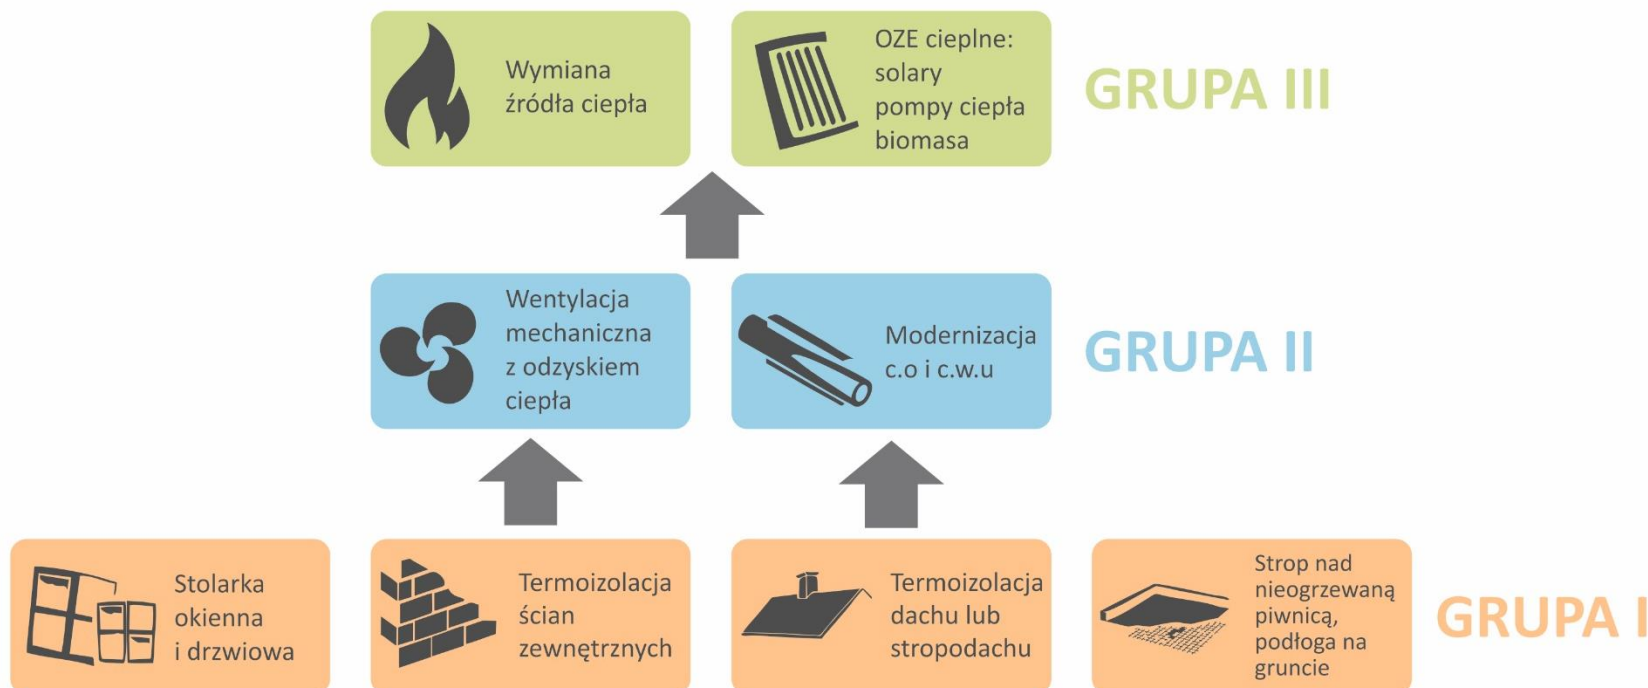 Wymiana
źródła ciepła
OZE cieplne:
solary
pompy ciepła
biomasa
GRUPA III
Wentylacja
mechaniczna
z odzyskiem
ciepła
Modernizacja
c.o i c.w.u
GRUPA II
Stolarka
okienna
i drzwiowa
Termoizolacja
ścian
zewnętrznych
Termoizolacja
dachu lub
stropodachu
Strop nad
nieogrzewaną
piwnicą,
podłoga na
gruncie
GRUPA I